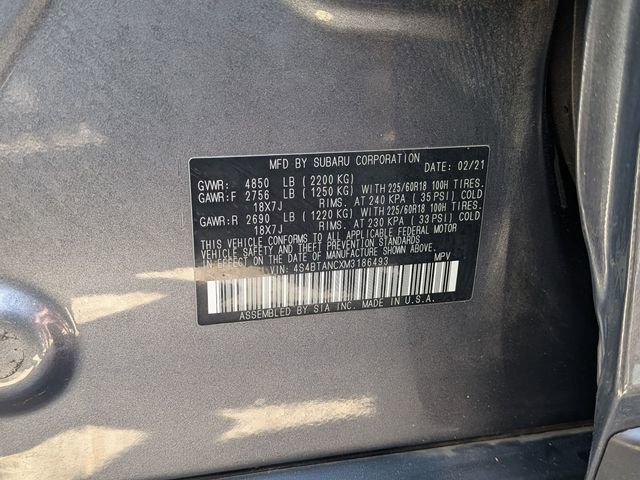 MFD BY SUBARU CORPORATION DATE: 02/21
GVWR: 4850 LB (2200 KG)
GAWR:F 2756 LB (1250 KG) WITH 225/60R18 100H TIRES.
18X7J RIMS. AT 240 KPA (35 PSI) COLD
GAWR:R 2690 LB (1220 KG) WITH 225/60R18 100H TIRES.
18X7J RIMS. AT 230 KPA (33 PSI) COLD
THIS VEHICLE CONFORMS TO ALL APPLICABLE FEDERAL MOTOR
VEHICLE SAFETY AND THEFT PREVENTION STANDARDS
IN EFFECT ON THE DATE OF MANUFACTURE SHOWN ABOVE.
VIN: 4S4BTANCXM3186493 MPV
ASSEMBLED BY SIA INC. MADE IN U.S.A.